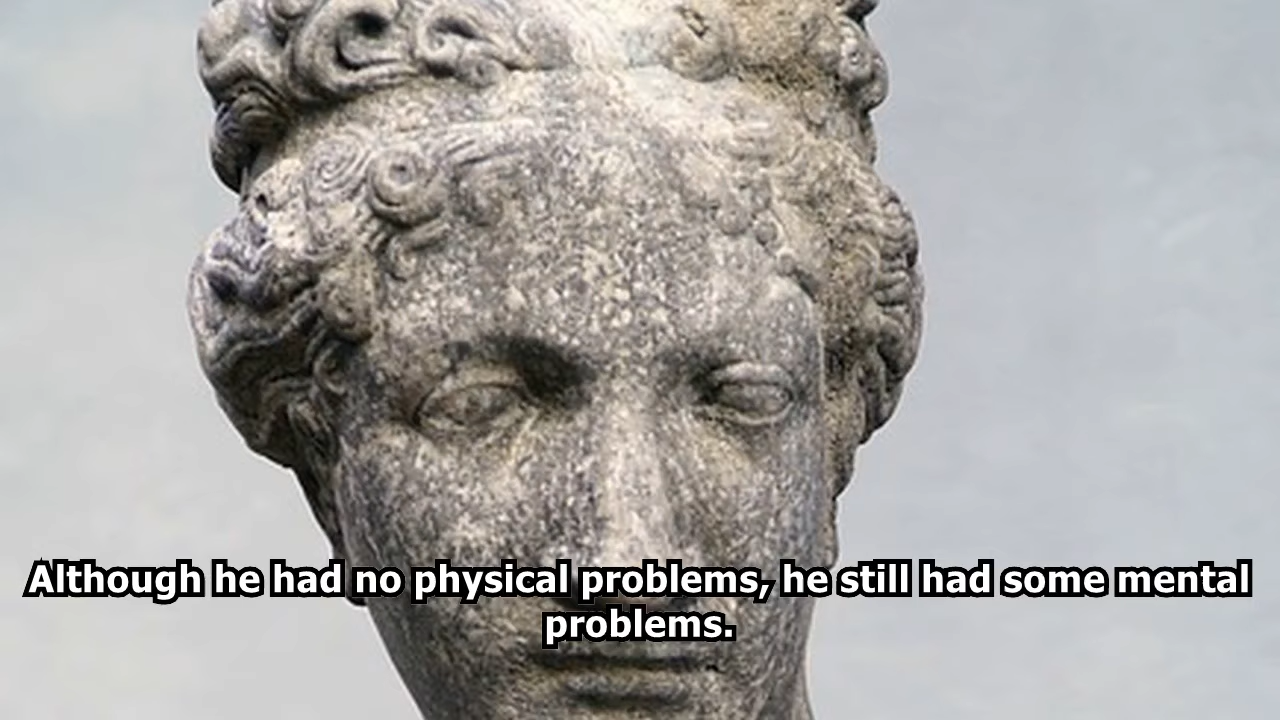 Although he had no physical problems, he still had some mental
problems.